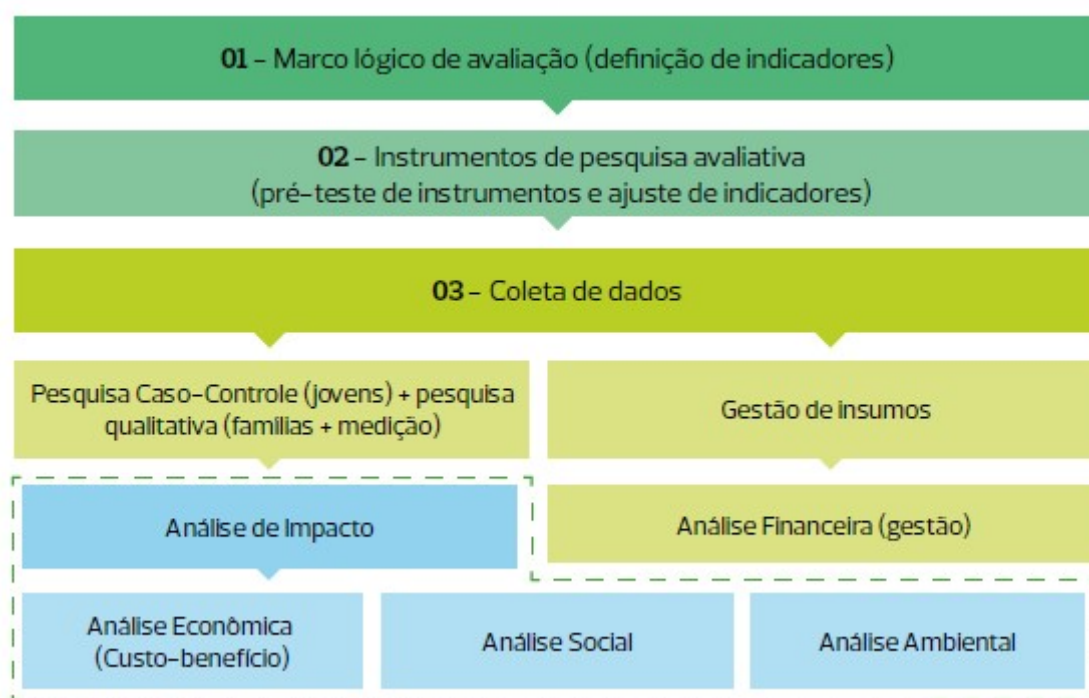 01 – Marco lógico de avaliação (definição de indicadores)
02 – Instrumentos de pesquisa avaliativa
(pré-teste de instrumentos e ajuste de indicadores)
03 – Coleta de dados
Pesquisa Caso-Controle (jovens) + pesquisa
qualitativa (famílias + medição)
Gestão de insumos
Análise de Impacto
Análise Financeira (gestão)
Análise Econômica
(Custo-benefício)
Análise Social
Análise Ambiental